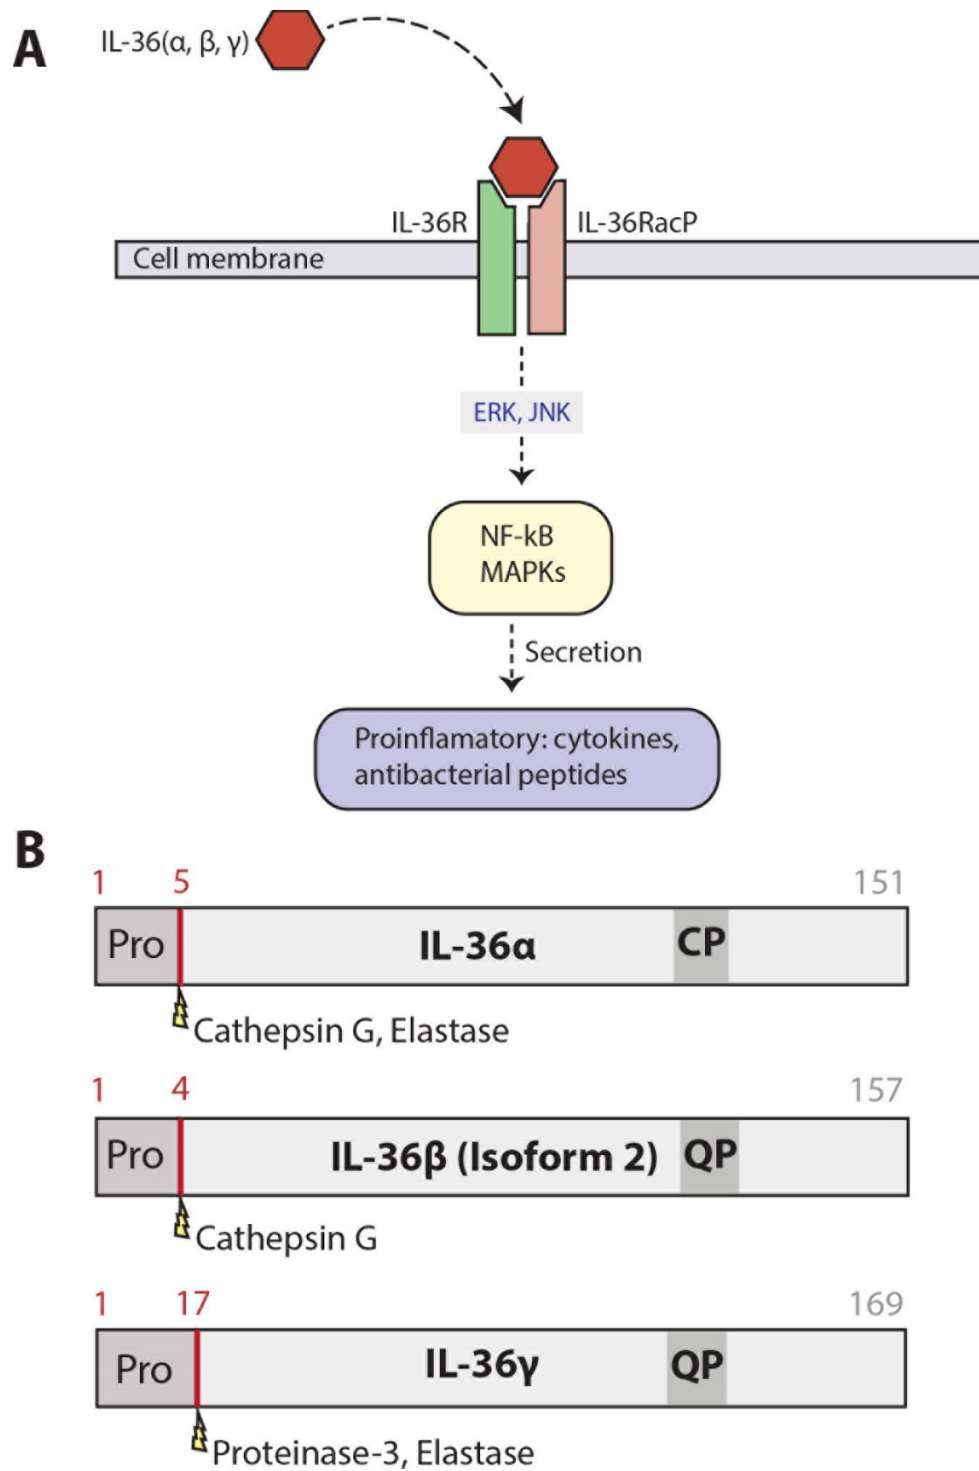 A
IL-36(α, β, γ)
IL-36R
IL-36RacP
Cell membrane
ERK, JNK
NF-kB
MAPKs
Secretion
Proinflamatory: cytokines,
antibacterial peptides
B
1 5 151
Pro IL-36α CP
Cathepsin G, Elastase
1 4 157
Pro IL-36β (Isoform 2) QP
Cathepsin G
1 17 169
Pro IL-36γ QP
Proteinase-3, Elastase